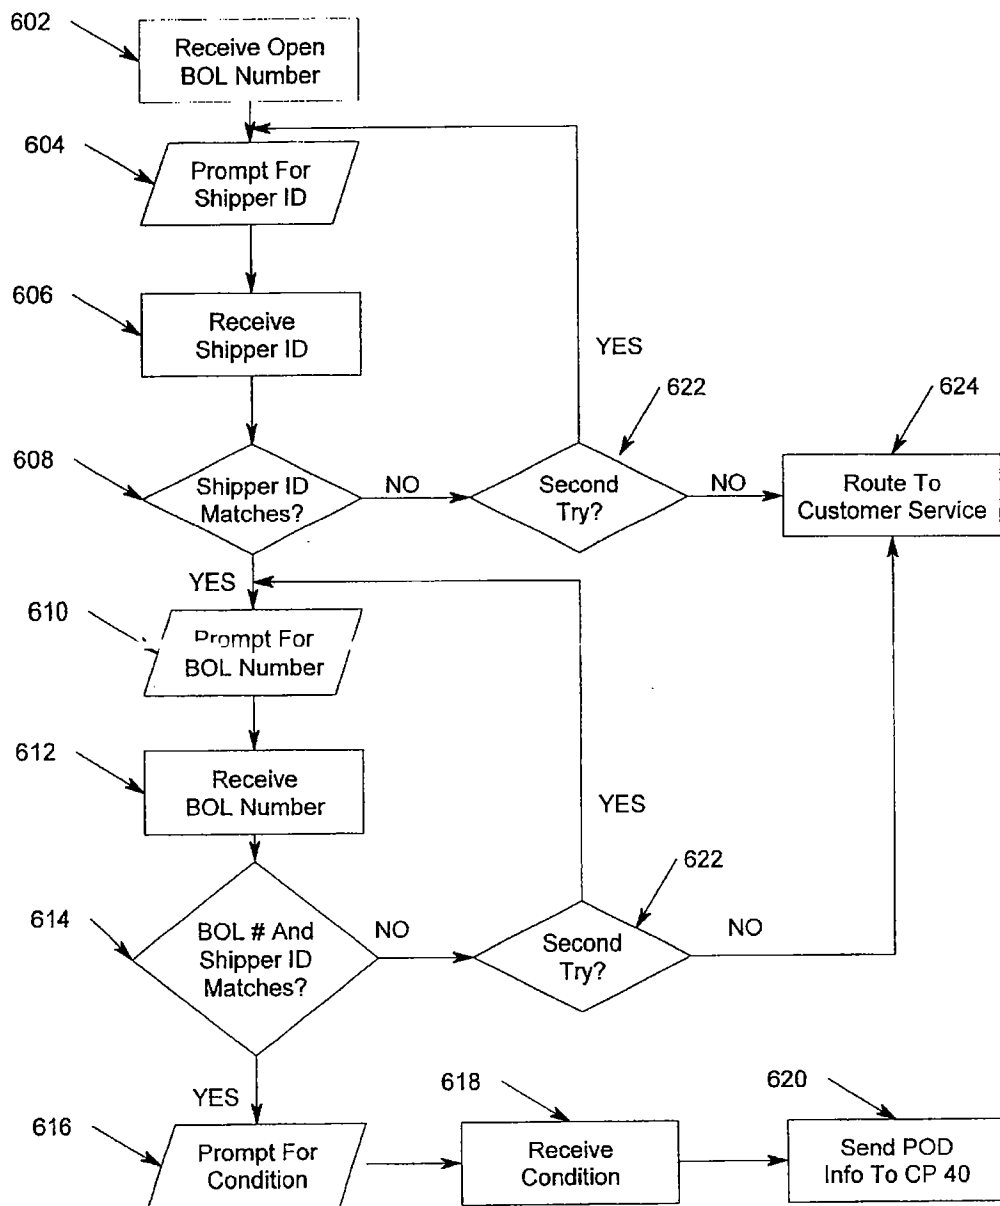 602
Receive Open
BOL Number
604
Prompt For
Shipper ID
606
Receive
Shipper ID
YES
622
624
608
Shipper ID
Matches?
NO
Second
Try?
NO
Route To
Customer Service
YES
610
Prompt For
BOL Number
612
Receive
BOL Number
YES
622
614
BOL # And
Shipper ID
Matches?
NO
Second
Try?
NO
YES
618
620
616
Prompt For
Condition
Receive
Condition
Send POD
Info To CP 40